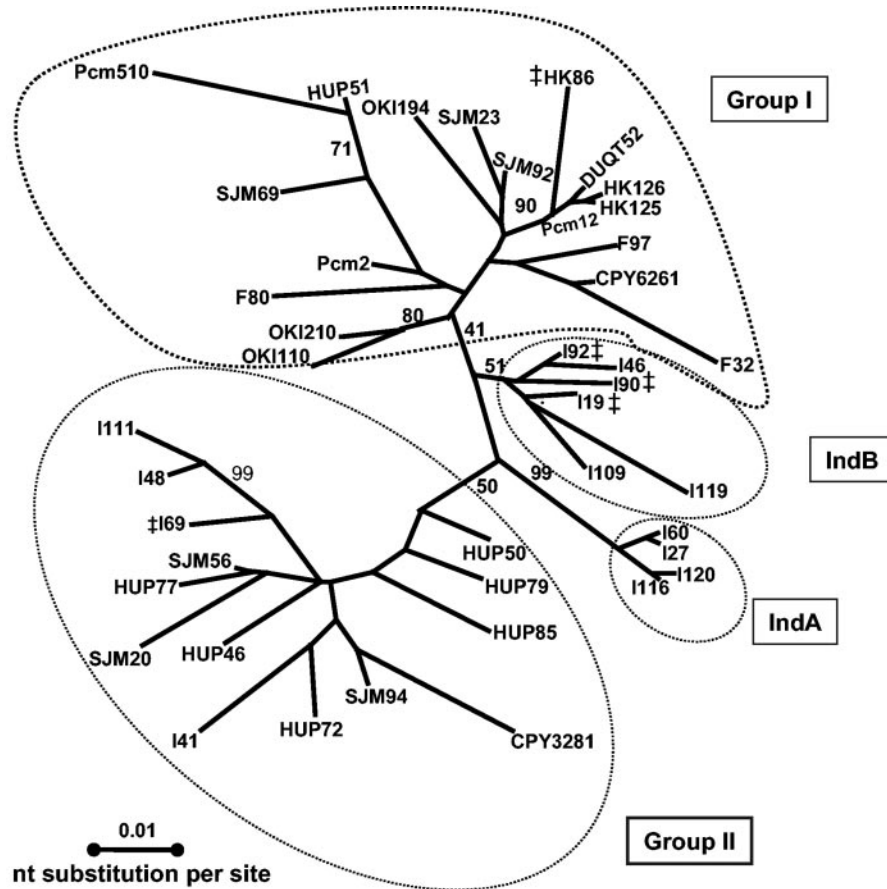 Pcm510
HUP51
OKI194
‡HK86
Group I
SJM23
SJM92
DUQT52
71
HK126
HK125
SJM69
90
Pcm12
F97
Pcm2
CPY6261
F80
80
41
OKI210
OKI110
F32
51
I92‡
I46
I90‡
I19‡
I111
IndB
I48
99
99
I109
I119
50
‡I69
I60
HUP50
I27
SJM56
HUP77
HUP79
I120
I116
IndA
HUP85
SJM20
HUP46
SJM94
I41
HUP72
CPY3281
0.01
Group II
nt substitution per site